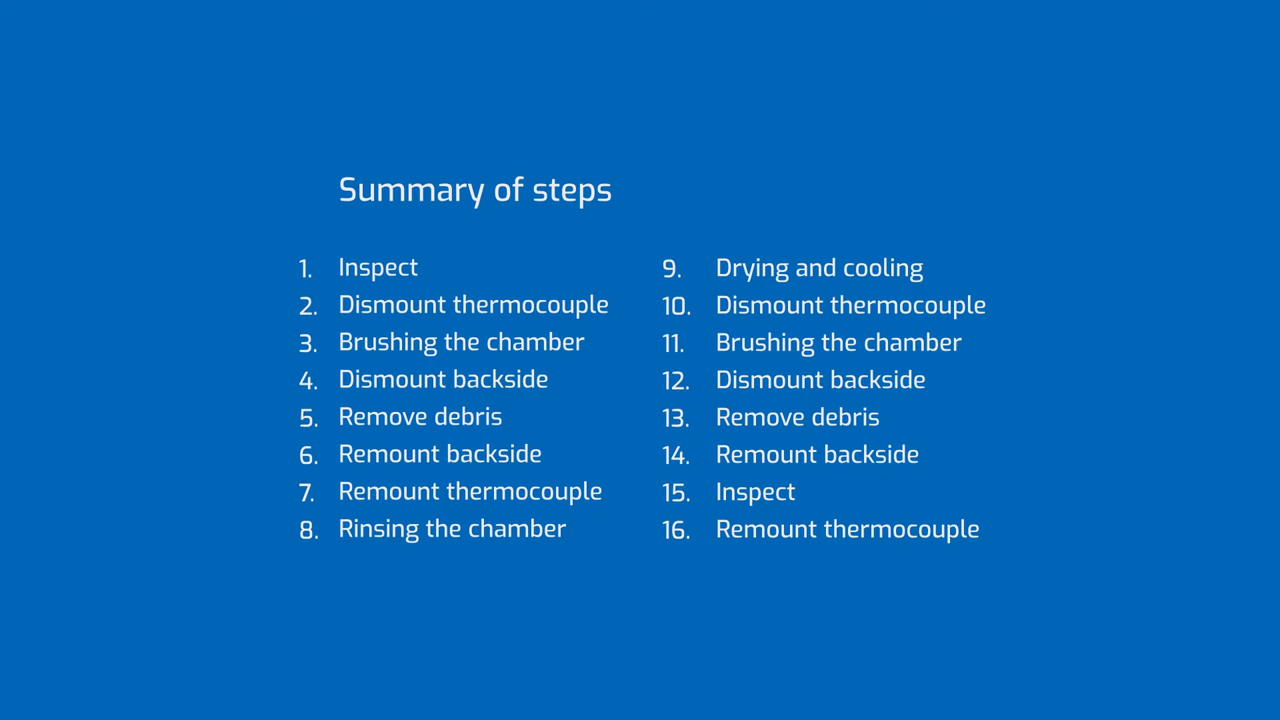 Summary of steps
1. Inspect
2. Dismount thermocouple
3. Brushing the chamber
4. Dismount backside
5. Remove debris
6. Remount backside
7. Remount thermocouple
8. Rinsing the chamber
9. Drying and cooling
10. Dismount thermocouple
11. Brushing the chamber
12. Dismount backside
13. Remove debris
14. Remount backside
15. Inspect
16. Remount thermocouple